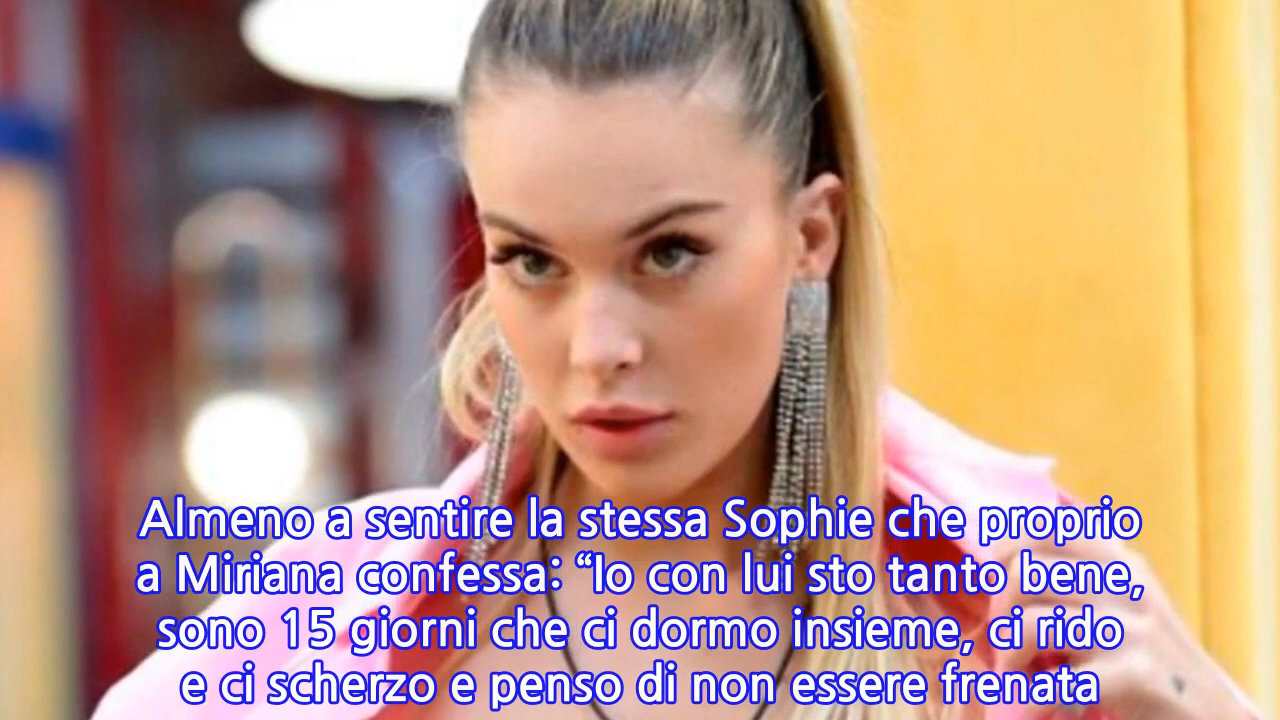 Almeno a sentire la stessa Sophie che proprio
a Miriana confessa: “Io con lui sto tanto bene,
sono 15 giorni che ci dormo insieme, ci rido
e ci scherzo e penso di non essere frenata